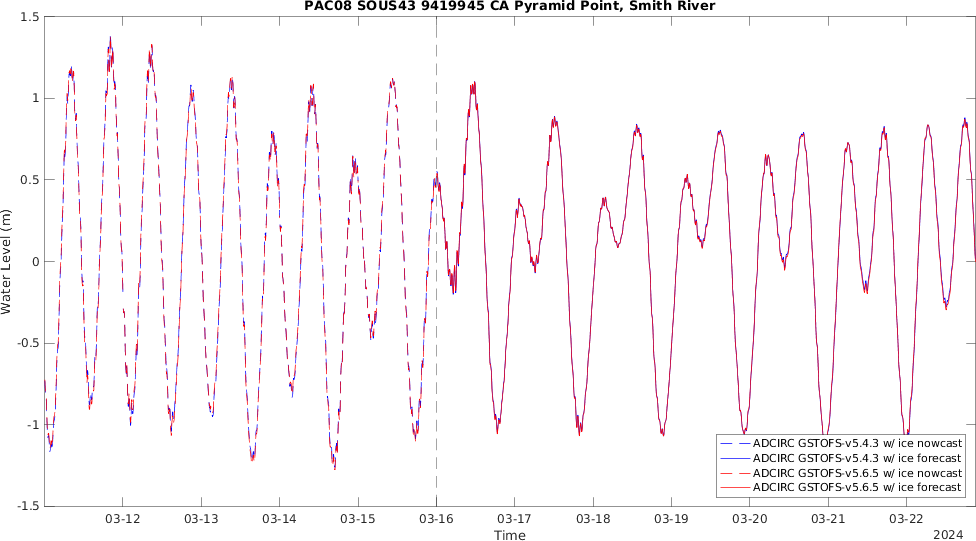 PAC08 SOUS43 9419945 CA Pyramid Point, Smith River
Water Level (m)
1.5
1
0.5
0
-0.5
-1
-1.5
03-12 03-13 03-14 03-15 03-16 03-17 03-18 03-19 03-20 03-21 03-22
Time
2024
ADCIRC GSTOFS-v5.4.3 w/ ice nowcast
ADCIRC GSTOFS-v5.4.3 w/ ice forecast
ADCIRC GSTOFS-v5.6.5 w/ ice nowcast
ADCIRC GSTOFS-v5.6.5 w/ ice forecast